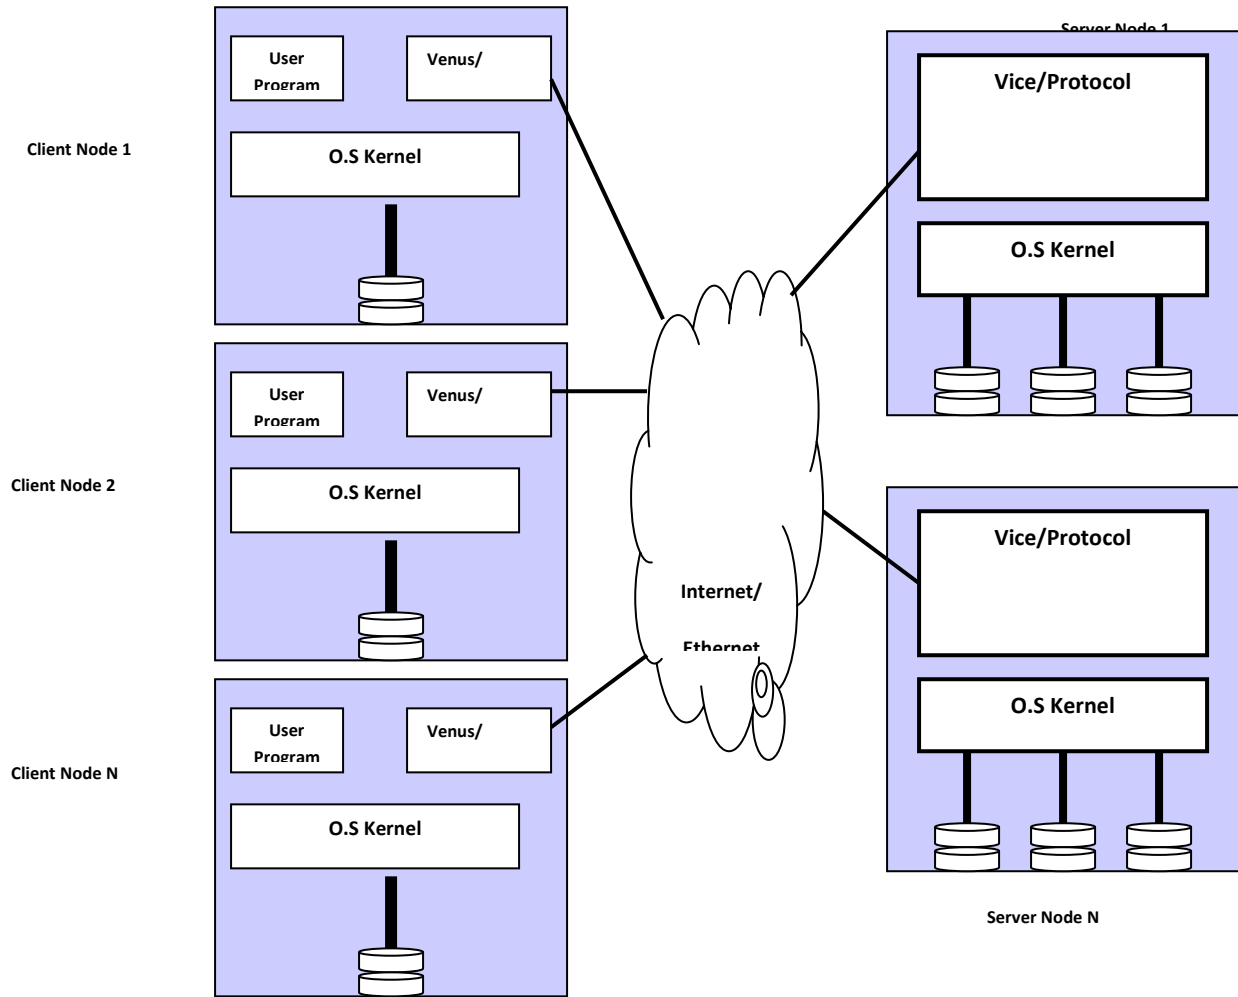 Client Node 1
User
Program
Venus/
O.S Kernel
Client Node 2
User
Program
Venus/
O.S Kernel
Client Node N
User
Program
Venus/
O.S Kernel
Internet/
Ethernet
Server Node 1
Vice/Protocol
O.S Kernel
Vice/Protocol
O.S Kernel
Server Node N